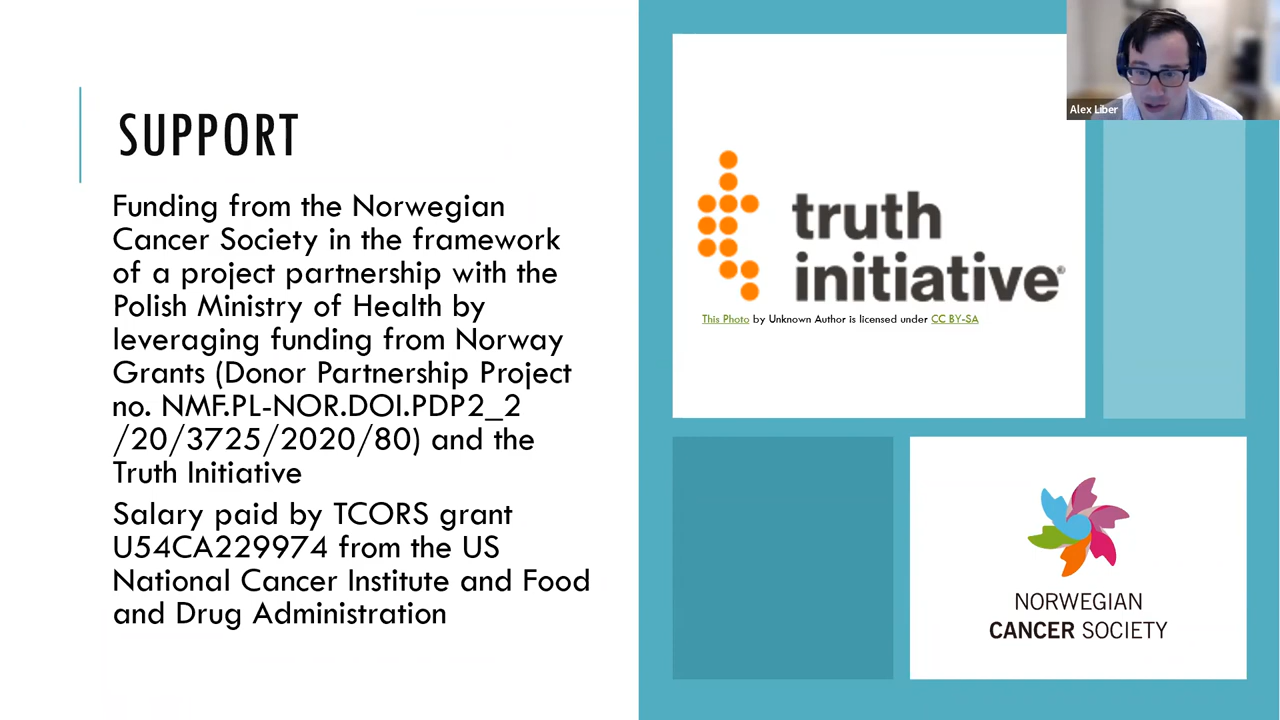 SUPPORT
Funding from the Norwegian
Cancer Society in the framework
of a project partnership with the
Polish Ministry of Health by
leveraging funding from Norway
Grants (Donor Partnership Project
no. NMF.PL-NOR.DOI.PDP2_2
/20/3725/2020/80) and the
Truth Initiative
Salary paid by TCORS grant
U54CA229974 from the US
National Cancer Institute and Food
and Drug Administration
truth
initiative®
This Photo by Unknown Author is licensed under CC BY-SA
NORWEGIAN
CANCER SOCIETY
Alex Liber